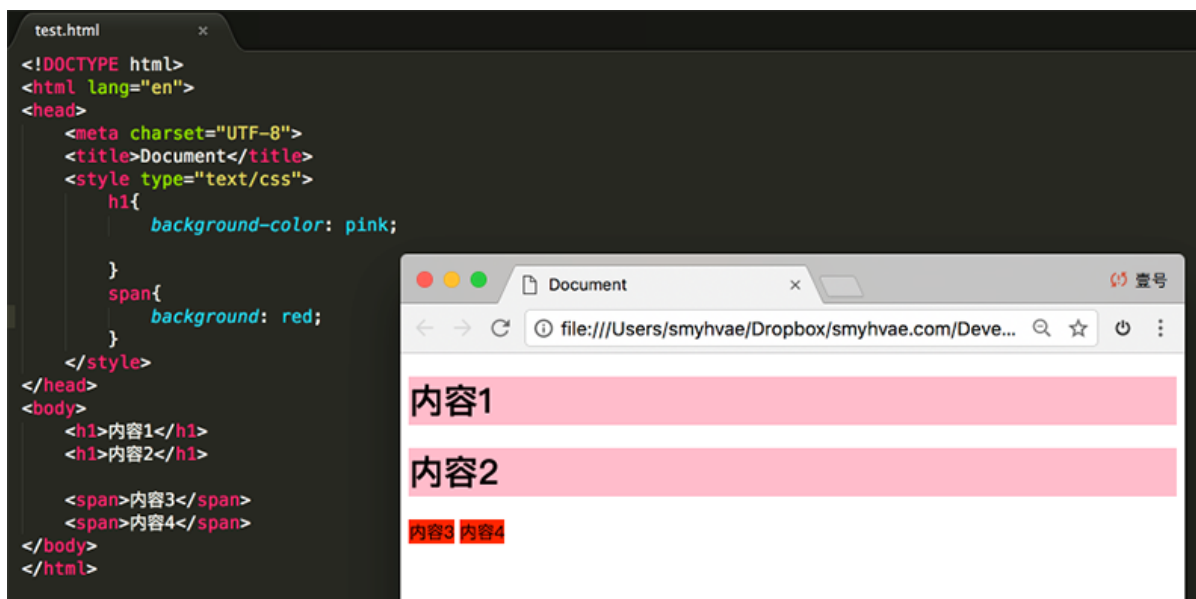 test.html ×
<!DOCTYPE html>
<html lang="en">
<head>
    <meta charset="UTF-8">
    <title>Document</title>
    <style type="text/css">
        h1{
            background-color: pink;

        }
        span{
            background: red;
        }
    </style>
</head>
<body>
    <h1>内容1</h1>
    <h1>内容2</h1>

    <span>内容3</span>
    <span>内容4</span>
</body>
</html>
Document × 壹号
file:///Users/smyhvae/Dropbox/smyhvae.com/Deve...
内容1
内容2
内容3 内容4